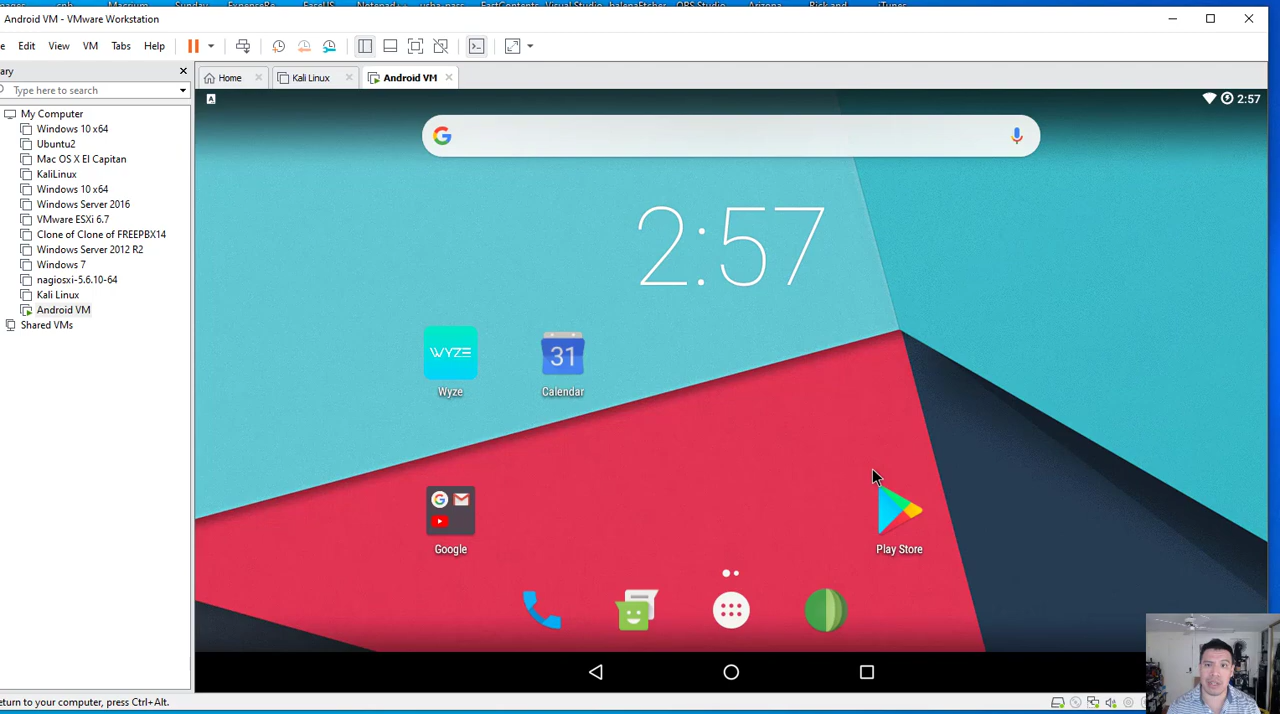 Android VM - VMware Workstation
Edit View VM Tabs Help
ary
Type here to search
Home Kali Linux Android VM
My Computer
Windows 10 x64
Ubuntu2
Mac OS X El Capitan
KaliLinux
Windows 10 x64
Windows Server 2016
VMware ESXi 6.7
Clone of Clone of FREEPBX14
Windows Server 2012 R2
Windows 7
nagiosxi-5.6.10-64
Kali Linux
Android VM
Shared VMs
A
2:57
2:57
WYZE
31
Wyze
Calendar
Google
Play Store
eturn to your computer, press Ctrl+Alt.